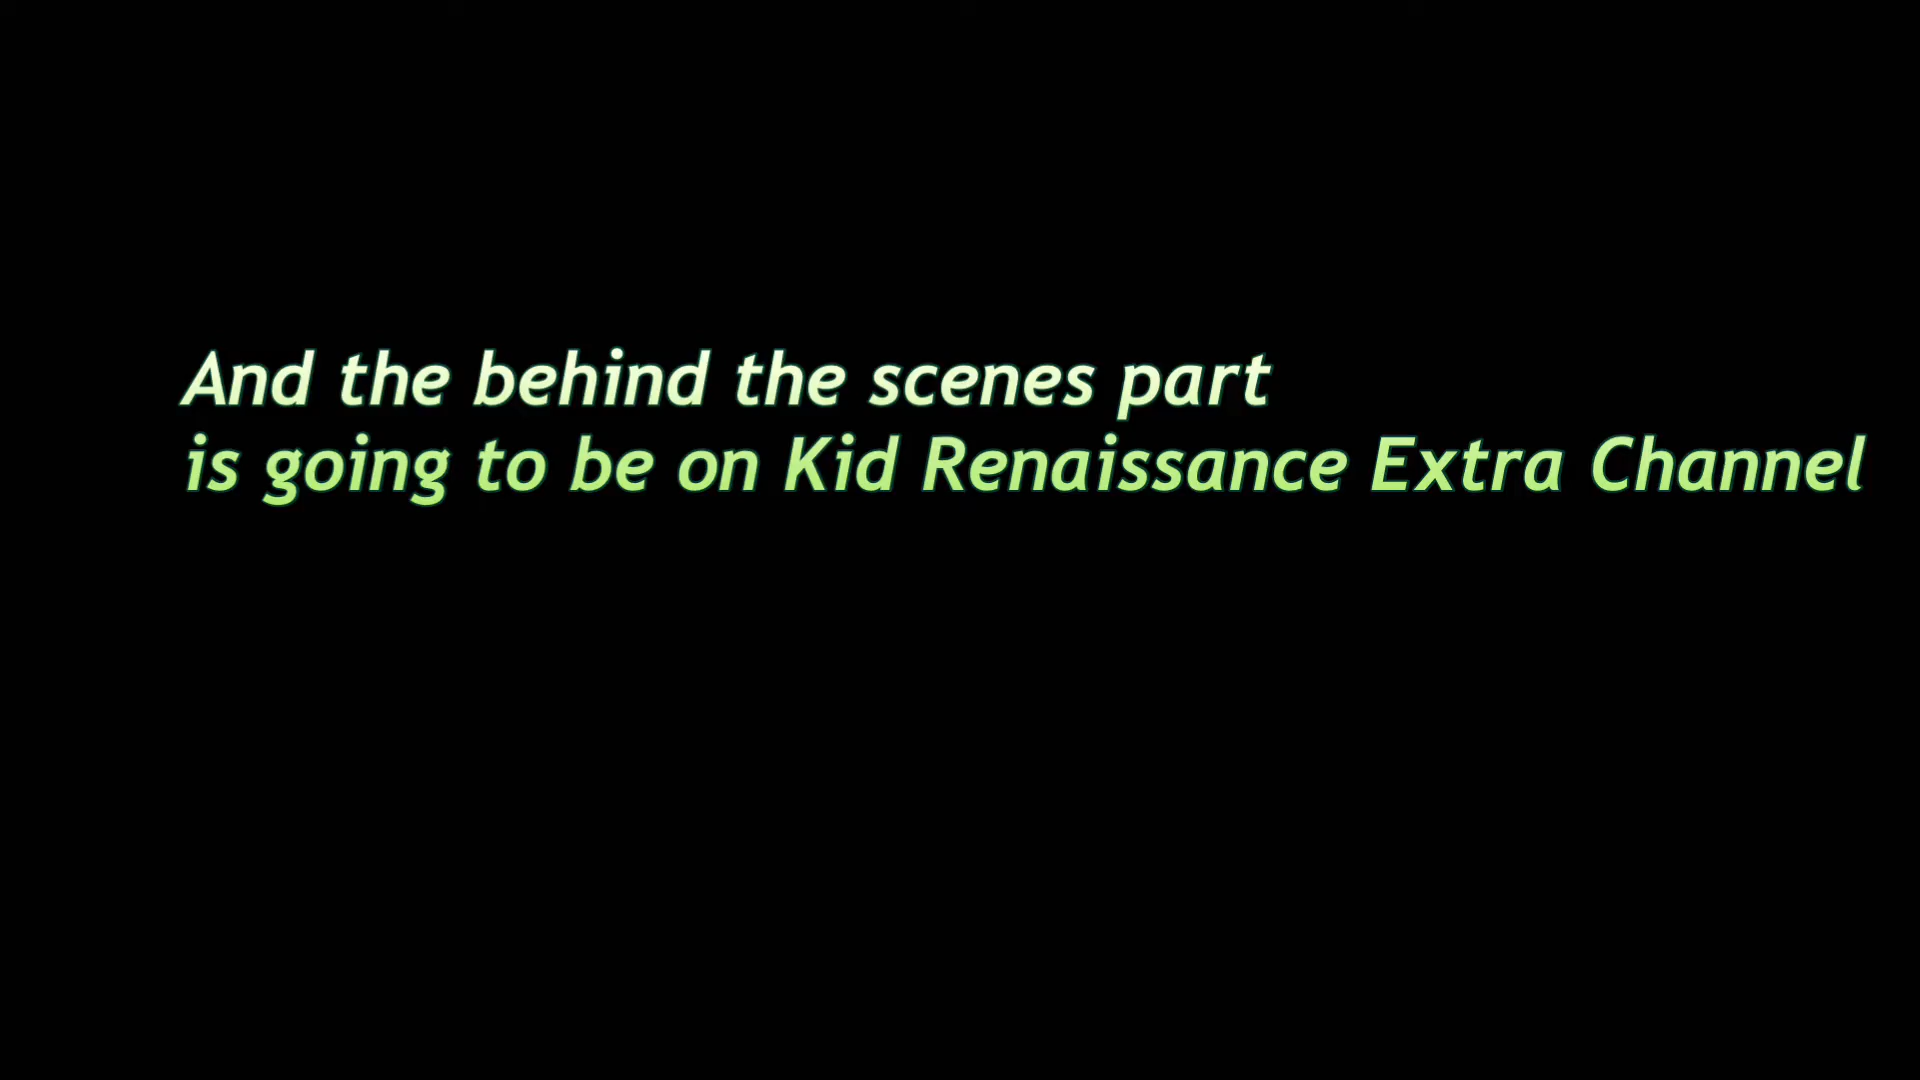 And the behind the scenes part
is going to be on Kid Renaissance Extra Channel